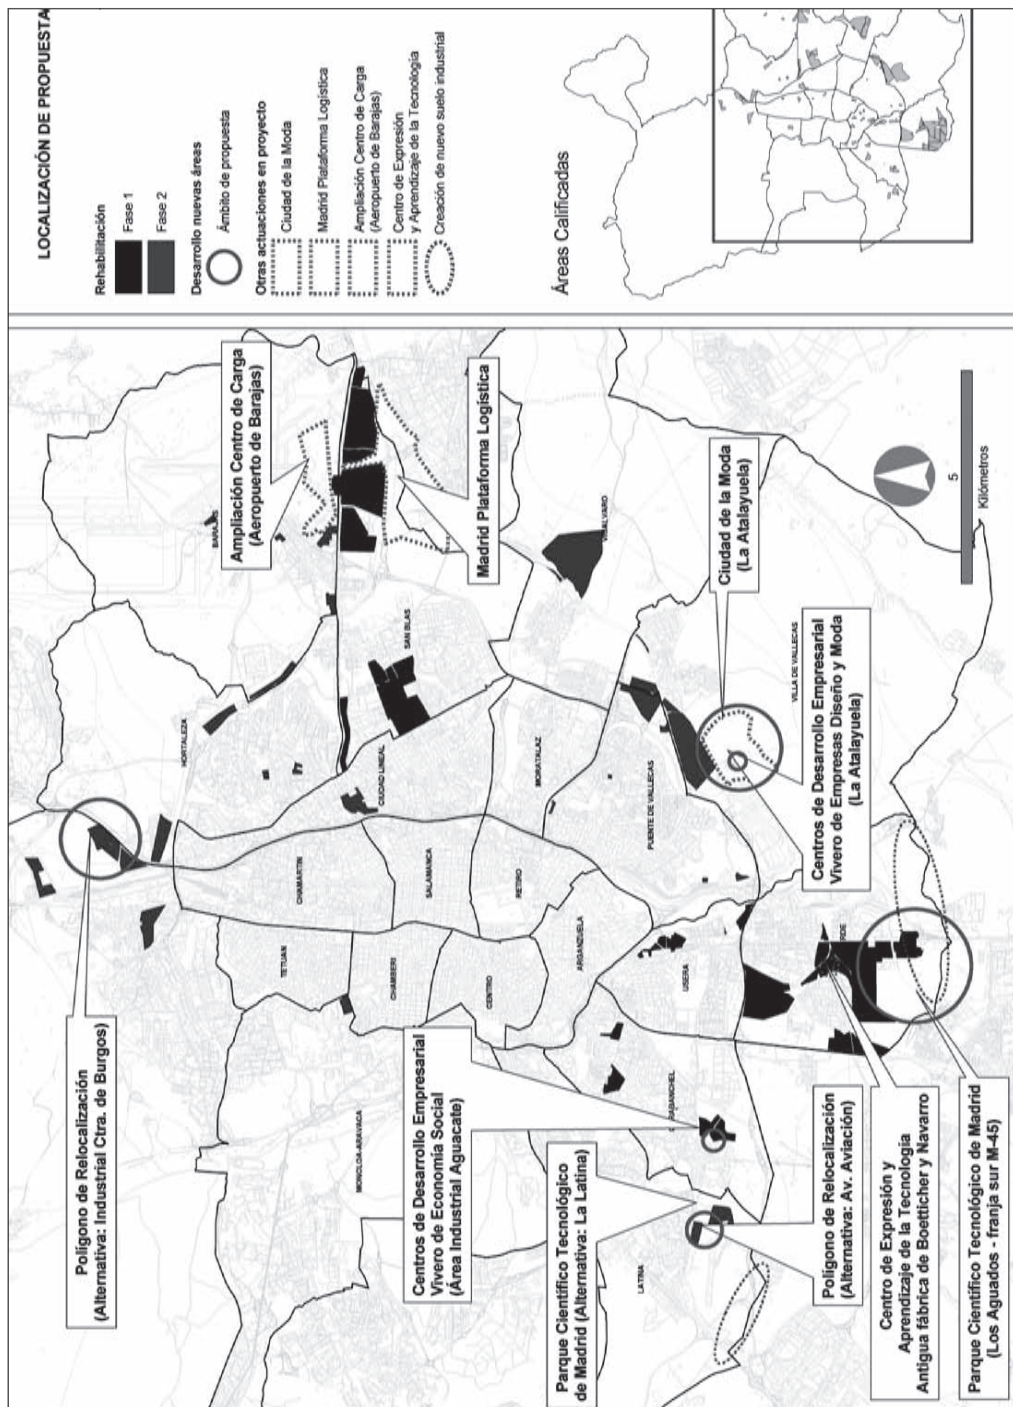 LOCALIZACIÓN DE PROPUESTA
Rehabilitación
Fase 1
Fase 2
Desarrollo nuevas áreas
Ámbito de propuesta
Otras actuaciones en proyecto
Ciudad de la Moda
Madrid Plataforma Logística
Ampliación Centro de Carga
(Aeropuerto de Barajas)
Centro de Expresión
y Aprendizaje de la Tecnología
Creación de nuevo suelo industrial
Áreas Calificadas
Polígono de Relocalización
(Alternativa: Industrial Ctra. de Burgos)
Ampliación Centro de Carga
(Aeropuerto de Barajas)
Madrid Plataforma Logística
Ciudad de la Moda
(La Atalayuela)
Centros de Desarrollo Empresarial
Vivero de Empresas Diseño y Moda
(La Atalayuela)
Centros de Desarrollo Empresarial
Vivero de Economía Social
(Área Industrial Aguacate)
Parque Científico Tecnológico
de Madrid (Alternativa: La Latina)
Polígono de Relocalización
(Alternativa: Av. Aviación)
Centro de Expresión y
Aprendizaje de la Tecnología
Antigua fábrica de Boetticher y Navarro
Parque Científico Tecnológico de Madrid
(Los Aguados - franja sur M-45)
BARAJAS
HORTALEZA
SAN BLAS
CIUDAD LINEAL
CHAMARTIN
TETUAN
SALAMANCA
CHAMBERI
MONCLOA-ARAVACA
MORATALAZ
RETIRO
CENTRO
ARGANZUELA
PUENTE DE VALLECAS
VILLA DE VALLECAS
USERA
LATINA
5
Kilómetros